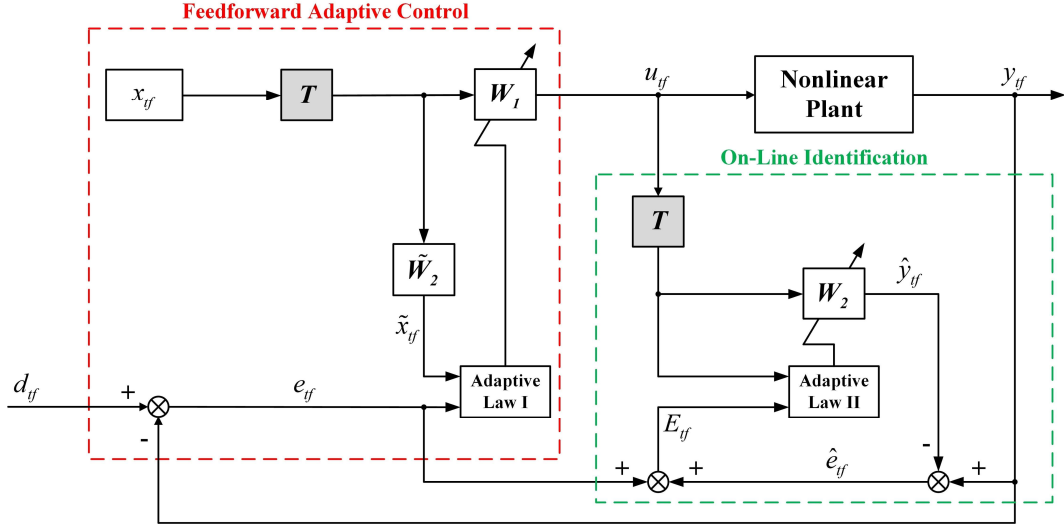 Feedforward Adaptive Control
x_tf
T
W_1
u_tf
Nonlinear
Plant
y_tf
On-Line Identification
T
W̃_2
W_2
ŷ_tf
x̃_tf
Adaptive
Law I
Adaptive
Law II
d_tf
+
e_tf
-
E_tf
-
+
+
ê_tf
+